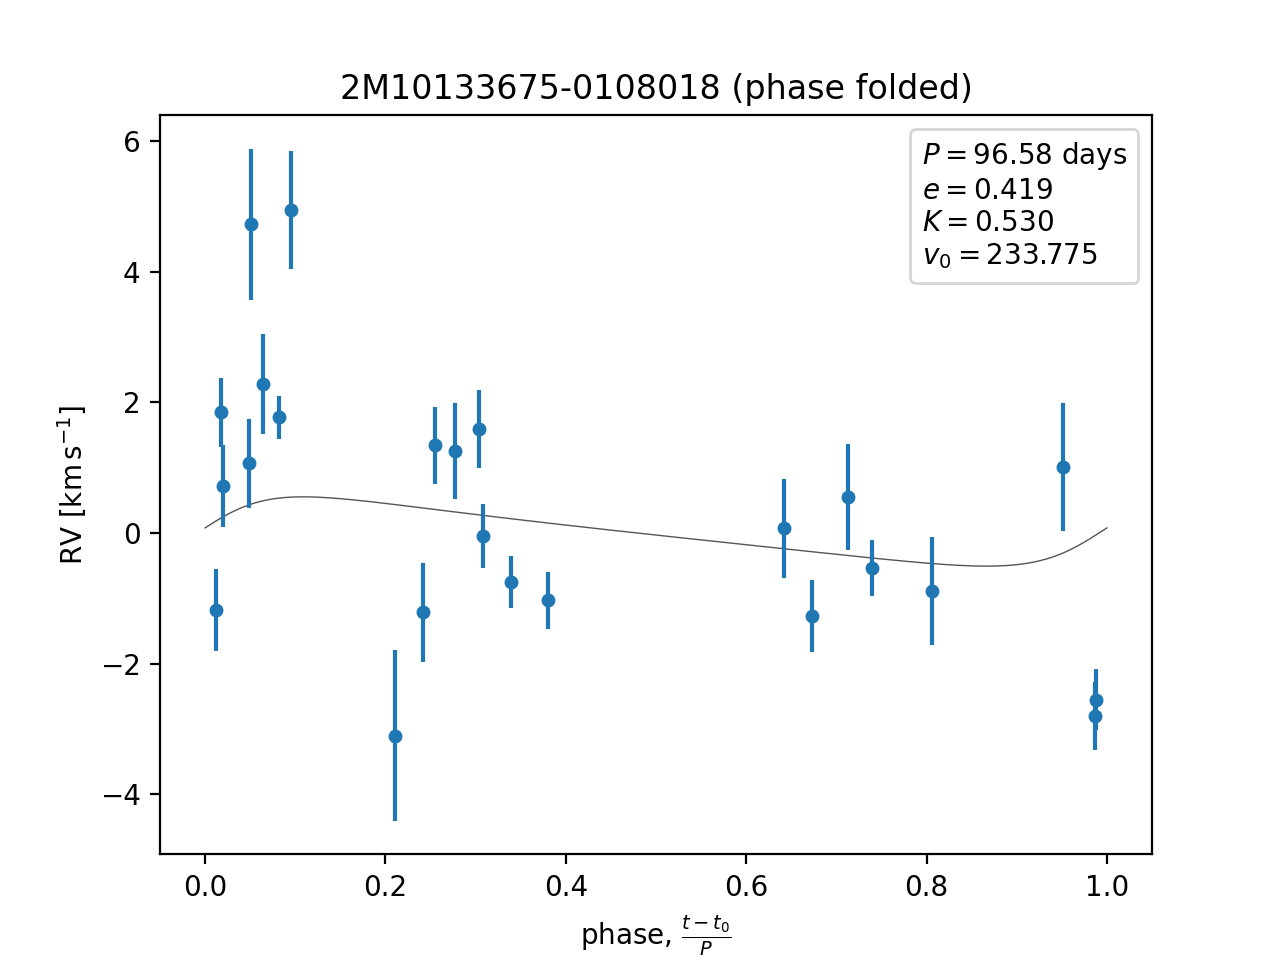 2M10133675-0108018 (phase folded)
P = 96.58 days
e = 0.419
K = 0.530
v₀ = 233.775
6
4
2
0
−2
−4
RV [km s⁻¹]
0.0 0.2 0.4 0.6 0.8 1.0
phase, (t − t₀)/P